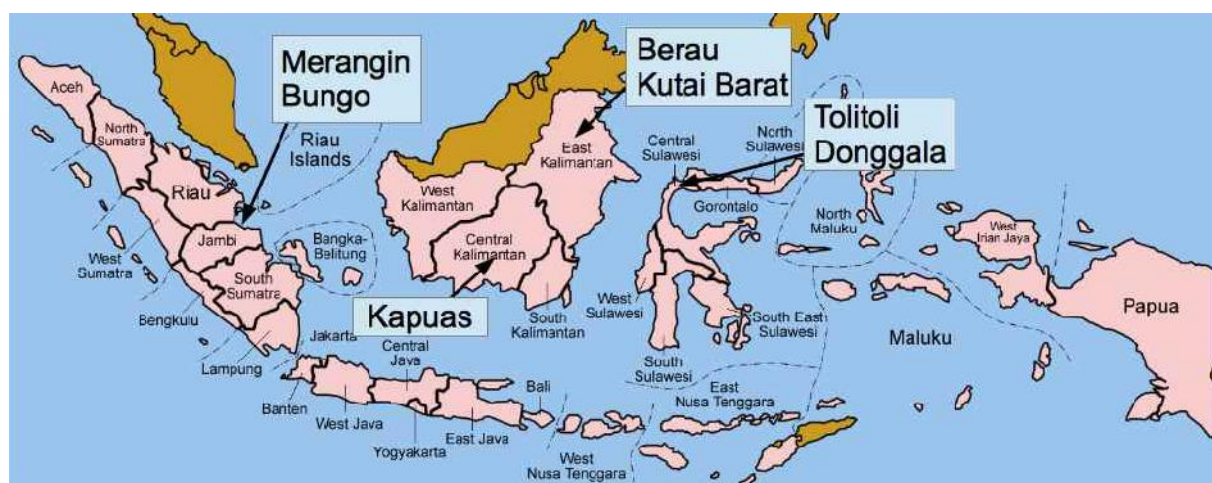 Merangin
Bungo
Berau
Kutai Barat
Tolitoli
Donggala
Kapuas
Aceh
North
Sumatra
Riau
Riau
Islands
Jambi
West
Sumatra
South
Sumatra
Bengkulu
Lampung
Bangka-
Belitung
Jakarta
Banten
West Java
Central
Java
Yogyakarta
East Java
Bali
West
Nusa Tenggara
East
Nusa Tenggara
West
Kalimantan
Central
Kalimantan
East
Kalimantan
South
Kalimantan
Central
Sulawesi
North
Sulawesi
Gorontalo
West
Sulawesi
South
Sulawesi
South East
Sulawesi
North
Maluku
Maluku
West
Irian Jaya
Papua